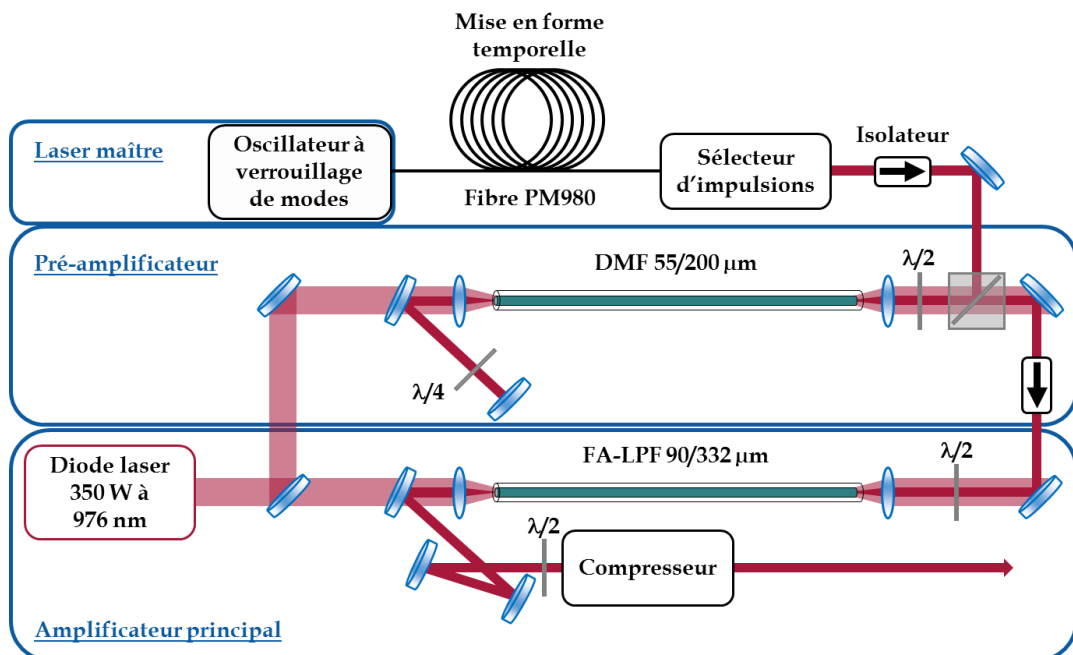 Mise en forme
temporelle
Laser maître
Oscillateur à
verrouillage
de modes
Fibre PM980
Sélecteur
d'impulsions
Isolateur
Pré-amplificateur
DMF 55/200 μm
λ/2
λ/4
Diode laser
350 W à
976 nm
FA-LPF 90/332 μm
λ/2
λ/2
Compresseur
Amplificateur principal